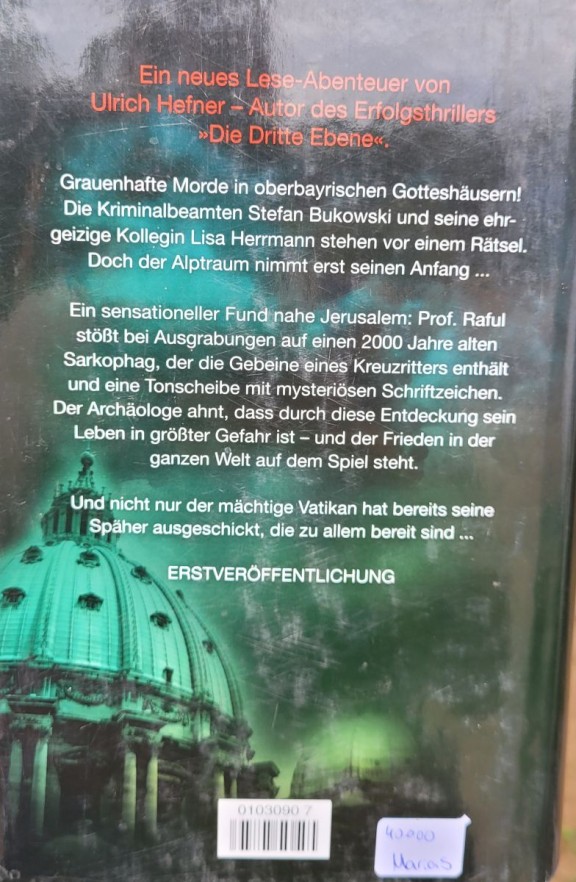 Ein neues Lese-Abenteuer von
Ulrich Hefner – Autor des Erfolgsthrillers
»Die Dritte Ebene«.
Grauenhafte Morde in oberbayrischen Gotteshäusern!
Die Kriminalbeamten Stefan Bukowski und seine ehr-
geizige Kollegin Lisa Herrmann stehen vor einem Rätsel.
Doch der Alptraum nimmt erst seinen Anfang ...
Ein sensationeller Fund nahe Jerusalem: Prof. Raful
stößt bei Ausgrabungen auf einen 2000 Jahre alten
Sarkophag, der die Gebeine eines Kreuzritters enthält
und eine Tonscheibe mit mysteriösen Schriftzeichen.
Der Archäologe ahnt, dass durch diese Entdeckung sein
Leben in größter Gefahr ist – und der Frieden in der
ganzen Welt auf dem Spiel steht.
Und nicht nur der mächtige Vatikan hat bereits seine
Späher ausgeschickt, die zu allem bereit sind ...
ERSTVERÖFFENTLICHUNG
0103090 7